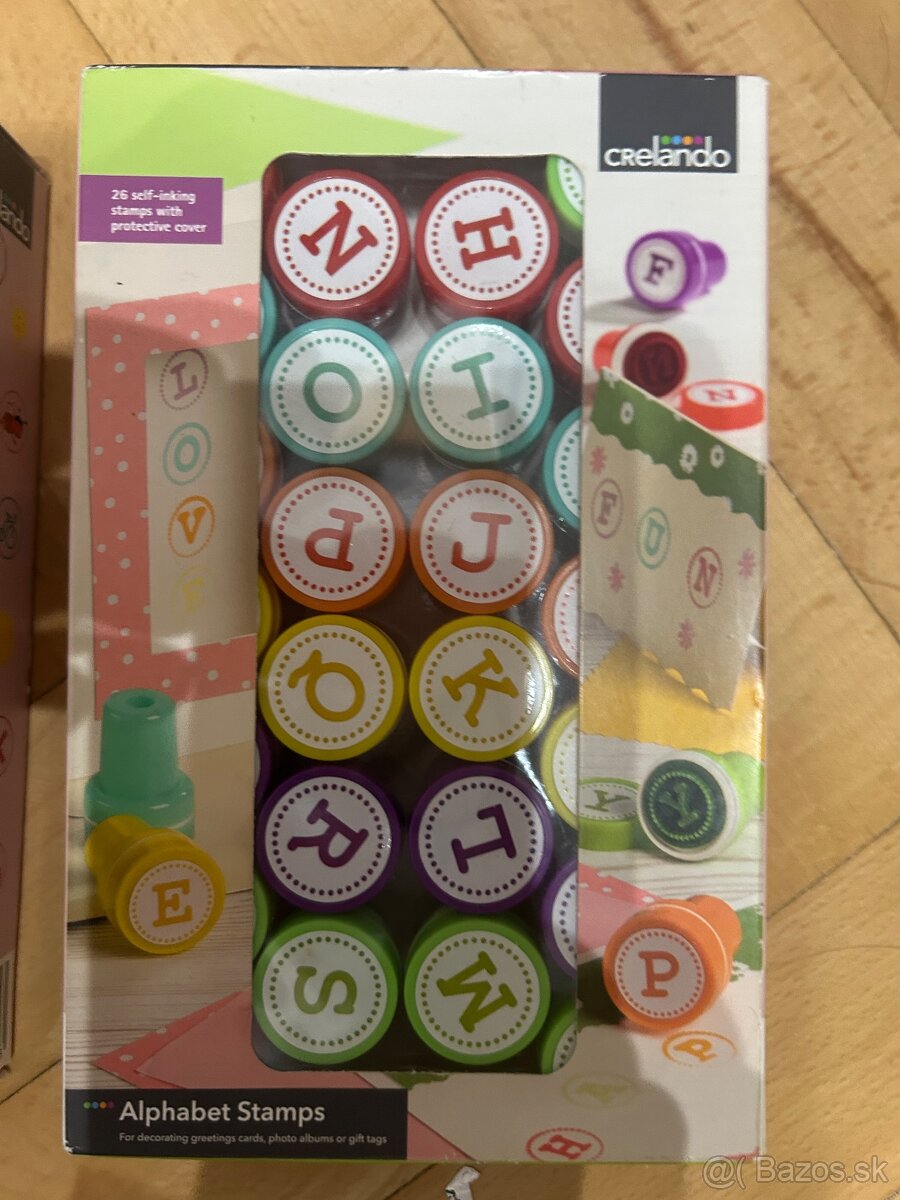 CRelando
26 self-inking
stamps with
protective cover
N
H
F
O
I
N
L
O
V
P
J
F
U
N
Q
K
R
L
Y
E
S
M
P
P
A
H
Alphabet Stamps
For decorating greetings cards, photo albums or gift tags
@( Bazos.sk